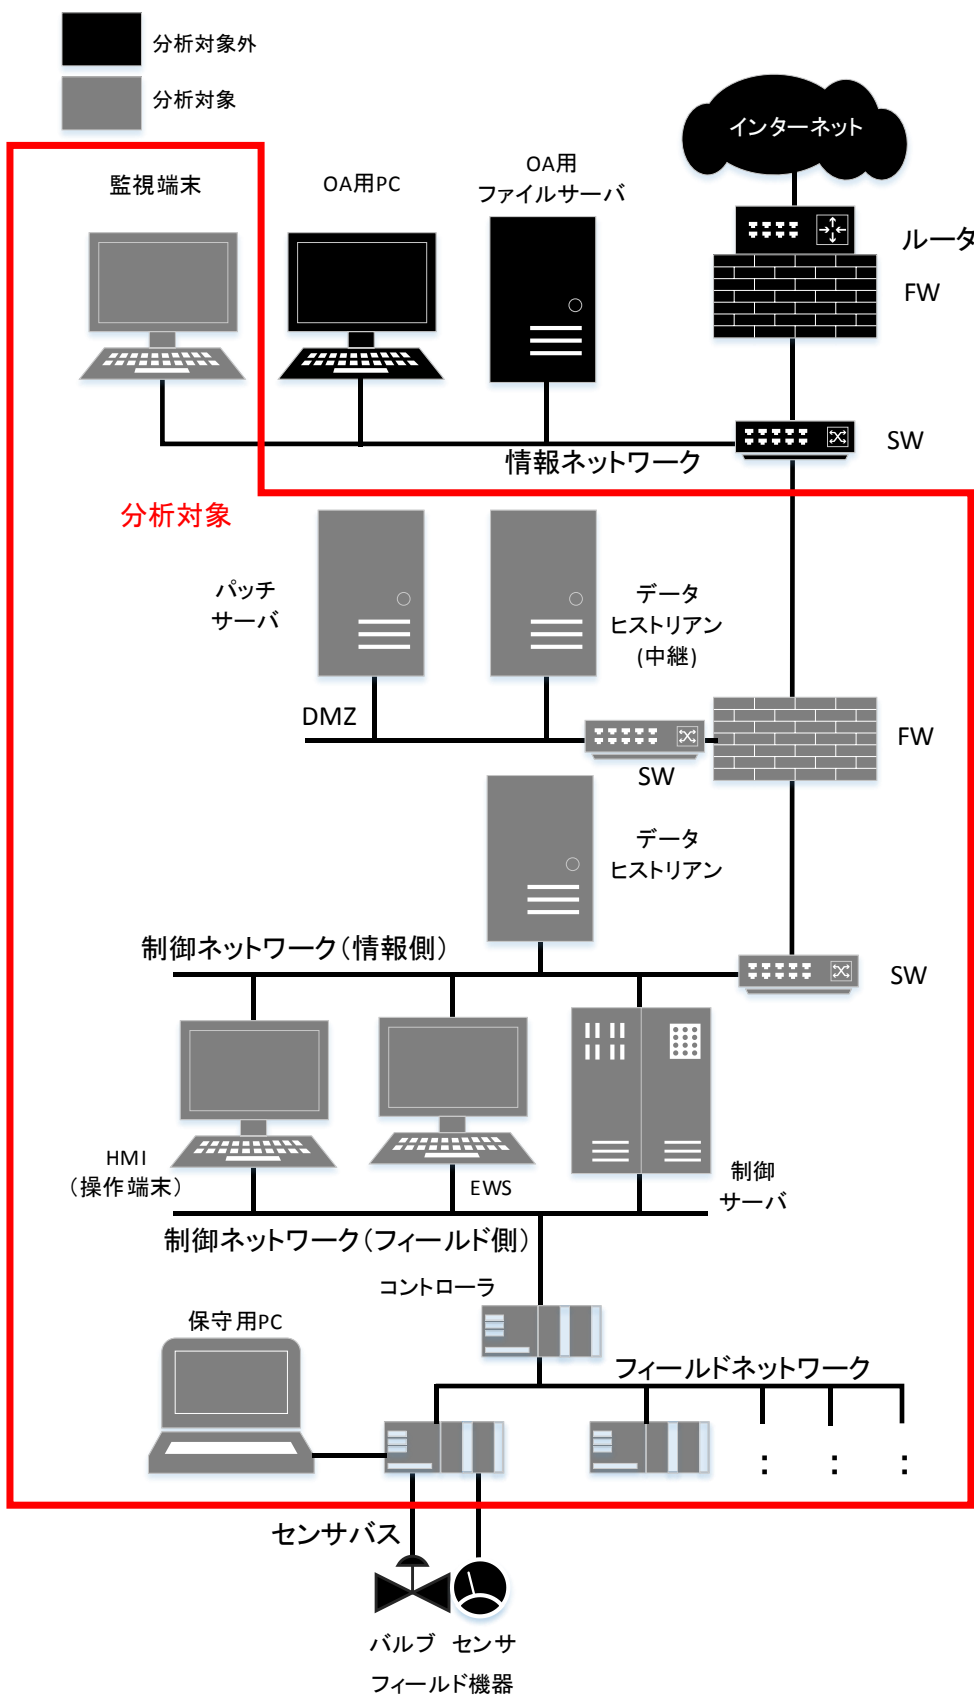 分析対象外
分析対象
インターネット
監視端末
OA用PC
OA用
ファイルサーバ
ルータ
FW
SW
情報ネットワーク
分析対象
パッチ
サーバ
データ
ヒストリアン
(中継)
DMZ
SW
FW
データ
ヒストリアン
制御ネットワーク(情報側)
SW
HMI
(操作端末)
EWS
制御
サーバ
制御ネットワーク(フィールド側)
コントローラ
保守用PC
フィールドネットワーク
:
:
:
センサバス
バルブ
センサ
フィールド機器